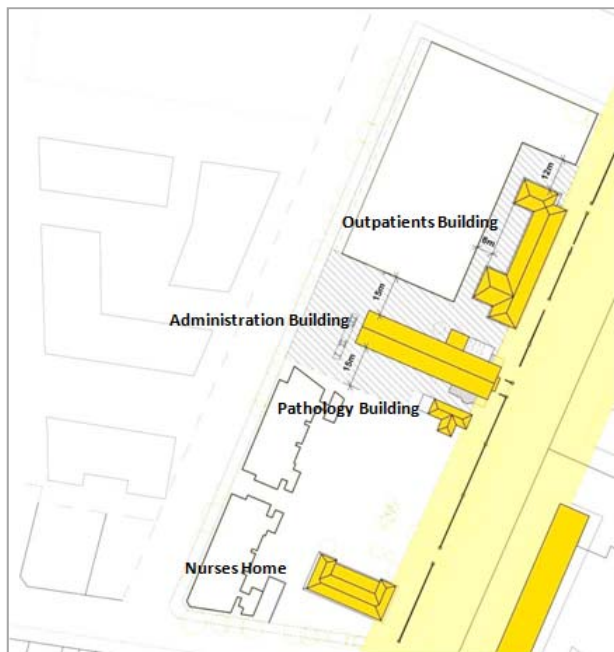 12m
Outpatients Building
6m
15m
Administration Building
15m
Pathology Building
Nurses Home